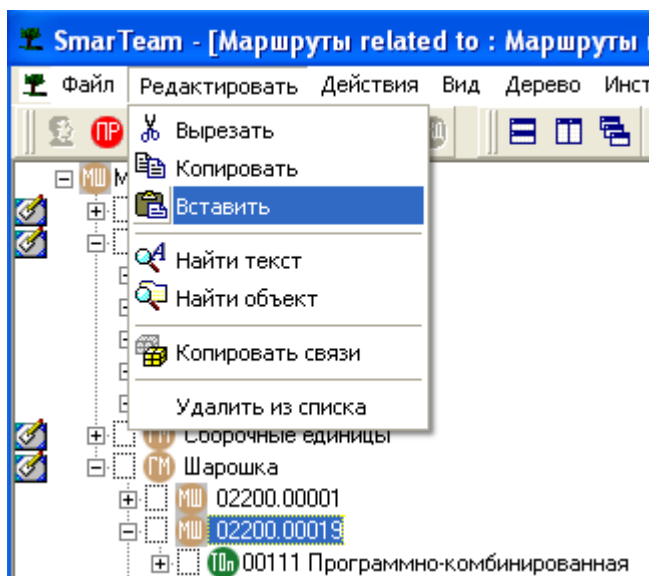 SmarTeam - [Маршруты related to : Маршруты
Файл Редактировать Действия Вид Дерево Инст
ПР
Вырезать
МШ М
Копировать
Вставить
Найти текст
Найти объект
Копировать связи
Удалить из списка
ГМ Сборочные единицы
ГМ Шарошка
МШ 02200.00001
МШ 02200.00019
ТОп 00111 Программно-комбинированная